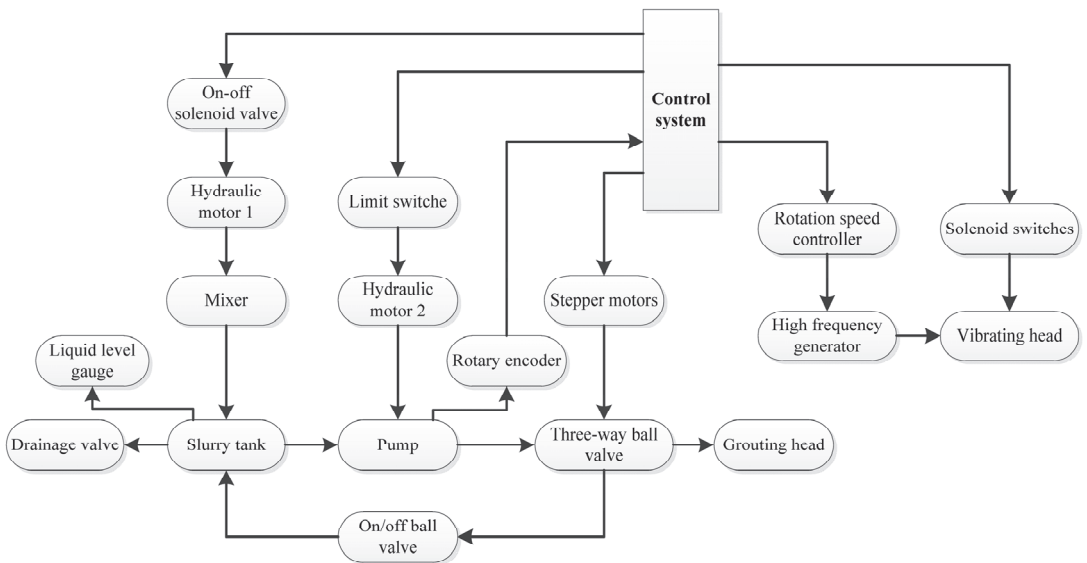 Control
system
On-off
solenoid valve
Hydraulic
motor 1
Limit switche
Rotation speed
controller
Solenoid switches
Mixer
Hydraulic
motor 2
Stepper motors
High frequency
generator
Vibrating head
Liquid level
gauge
Rotary encoder
Drainage valve
Slurry tank
Pump
Three-way ball
valve
Grouting head
On/off ball
valve